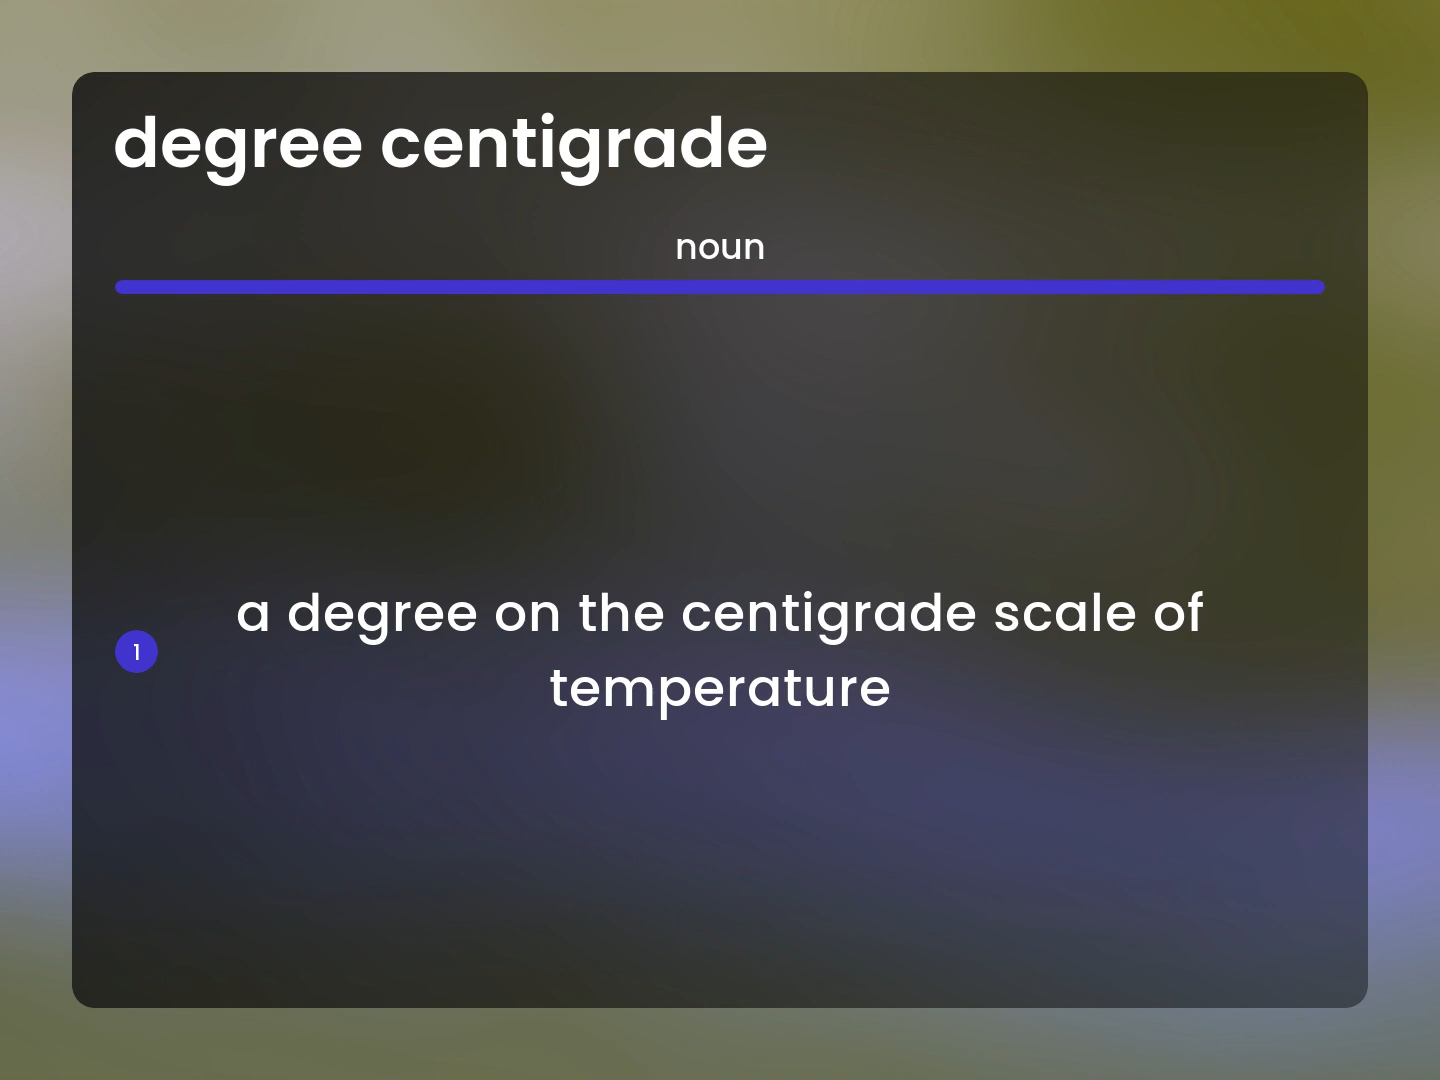 degree centigrade
noun
1
a degree on the centigrade scale of
temperature